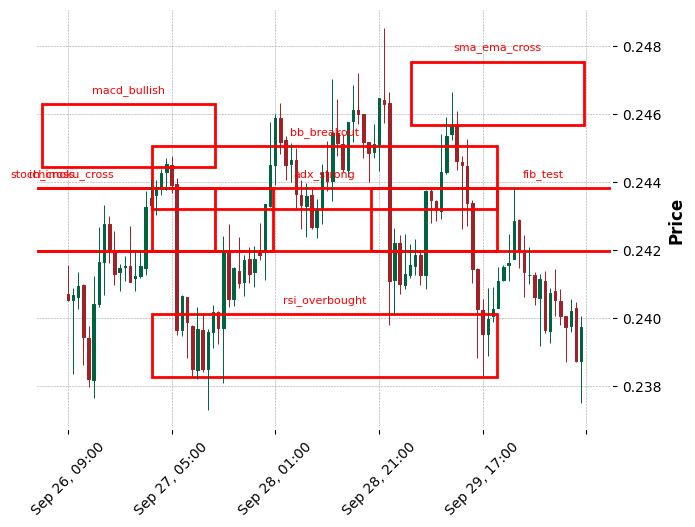 sma_ema_cross
0.248
macd_bullish
0.246
bb_breakout
stoch_cross
ichimoku_cross
adx_strong
fib_test
0.244
Price
0.242
rsi_overbought
0.240
0.238
Sep 26, 09:00
Sep 27, 05:00
Sep 28, 01:00
Sep 28, 21:00
Sep 29, 17:00